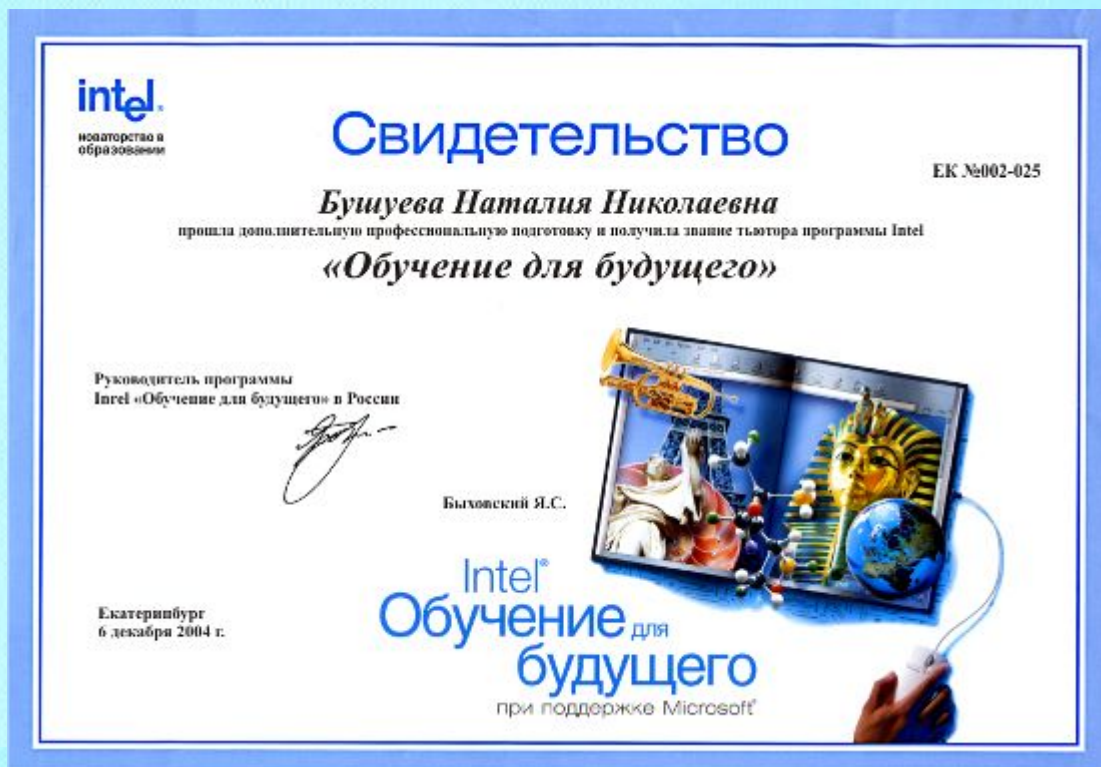 intel.
новаторство в
образовании
Свидетельство
ЕК №002-025
Бушуева Наталия Николаевна
прошла дополнительную профессиональную подготовку и получила звание тьютора программы Intel
«Обучение для будущего»
Руководитель программы
Inrel «Обучение для будущего» в России
Быховский Я.С.
Intel®
Обучение для
будущего
при поддержке Microsoft®
Екатеринбург
6 декабря 2004 г.